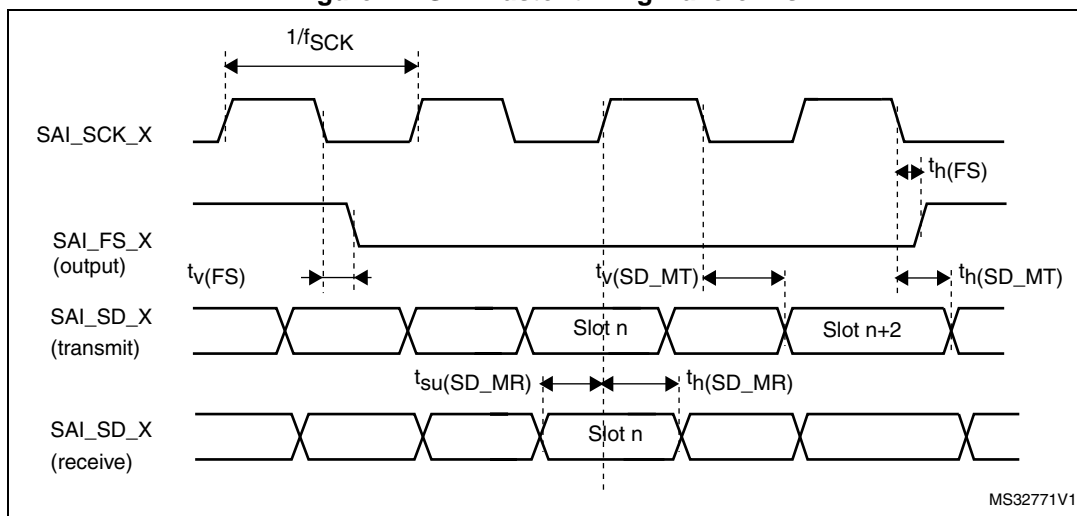 1/fSCK
SAI_SCK_X
th(FS)
SAI_FS_X
(output)
tv(FS)
tv(SD_MT)
th(SD_MT)
SAI_SD_X
(transmit)
Slot n
Slot n+2
tsu(SD_MR)
th(SD_MR)
SAI_SD_X
(receive)
Slot n
MS32771V1